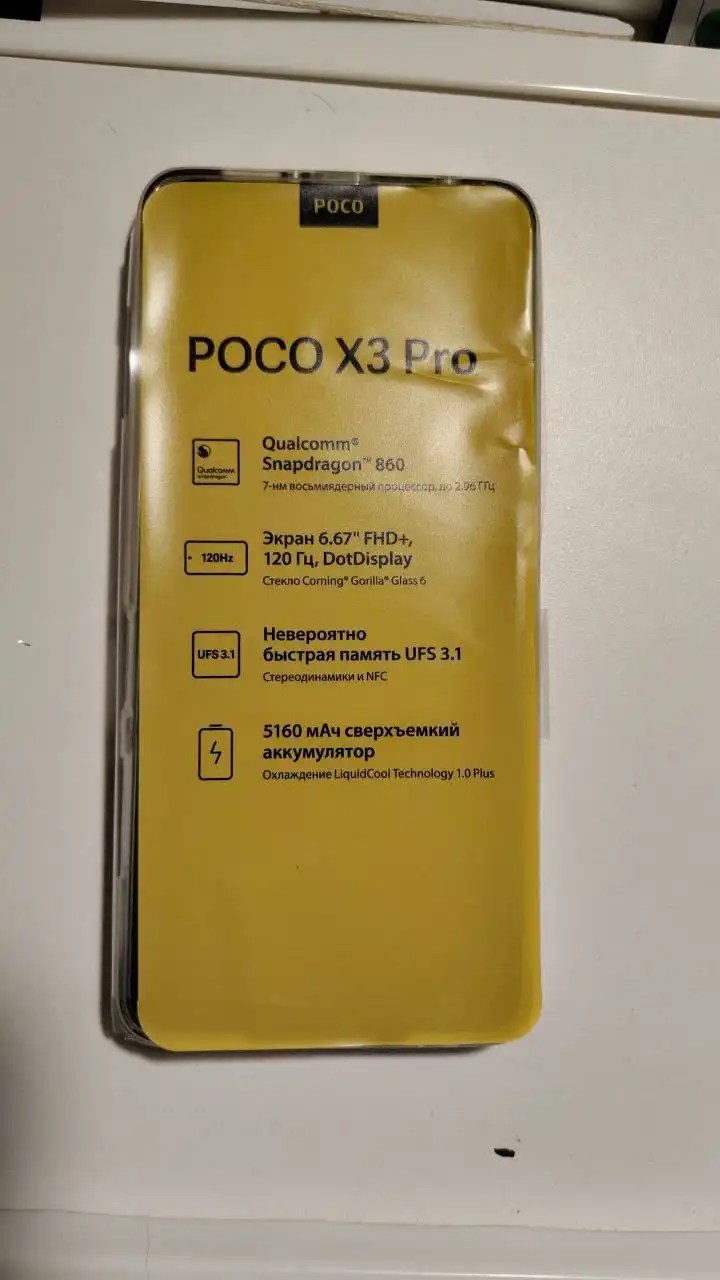 POCO
POCO X3 Pro
Qualcomm
snapdragon
Qualcomm®
Snapdragon™ 860
7-нм восьмиядерный процессор, до 2.96 ГГц
120Hz
Экран 6.67" FHD+,
120 Гц, DotDisplay
Стекло Corning® Gorilla® Glass 6
UFS 3.1
Невероятно
быстрая память UFS 3.1
Стереодинамики и NFC
5160 мАч сверхъемкий
аккумулятор
Охлаждение LiquidCool Technology 1.0 Plus